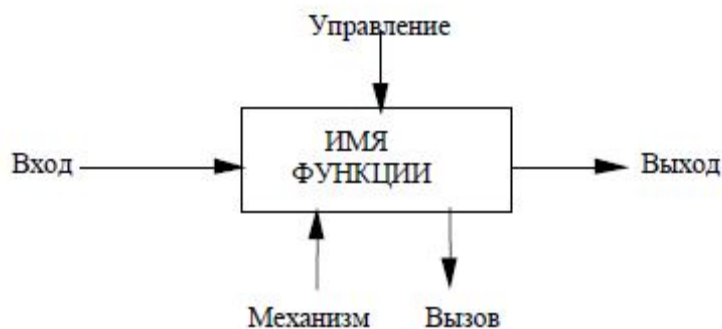 Управление
ИМЯ
ФУНКЦИИ
Вход
Выход
Механизм
Вызов